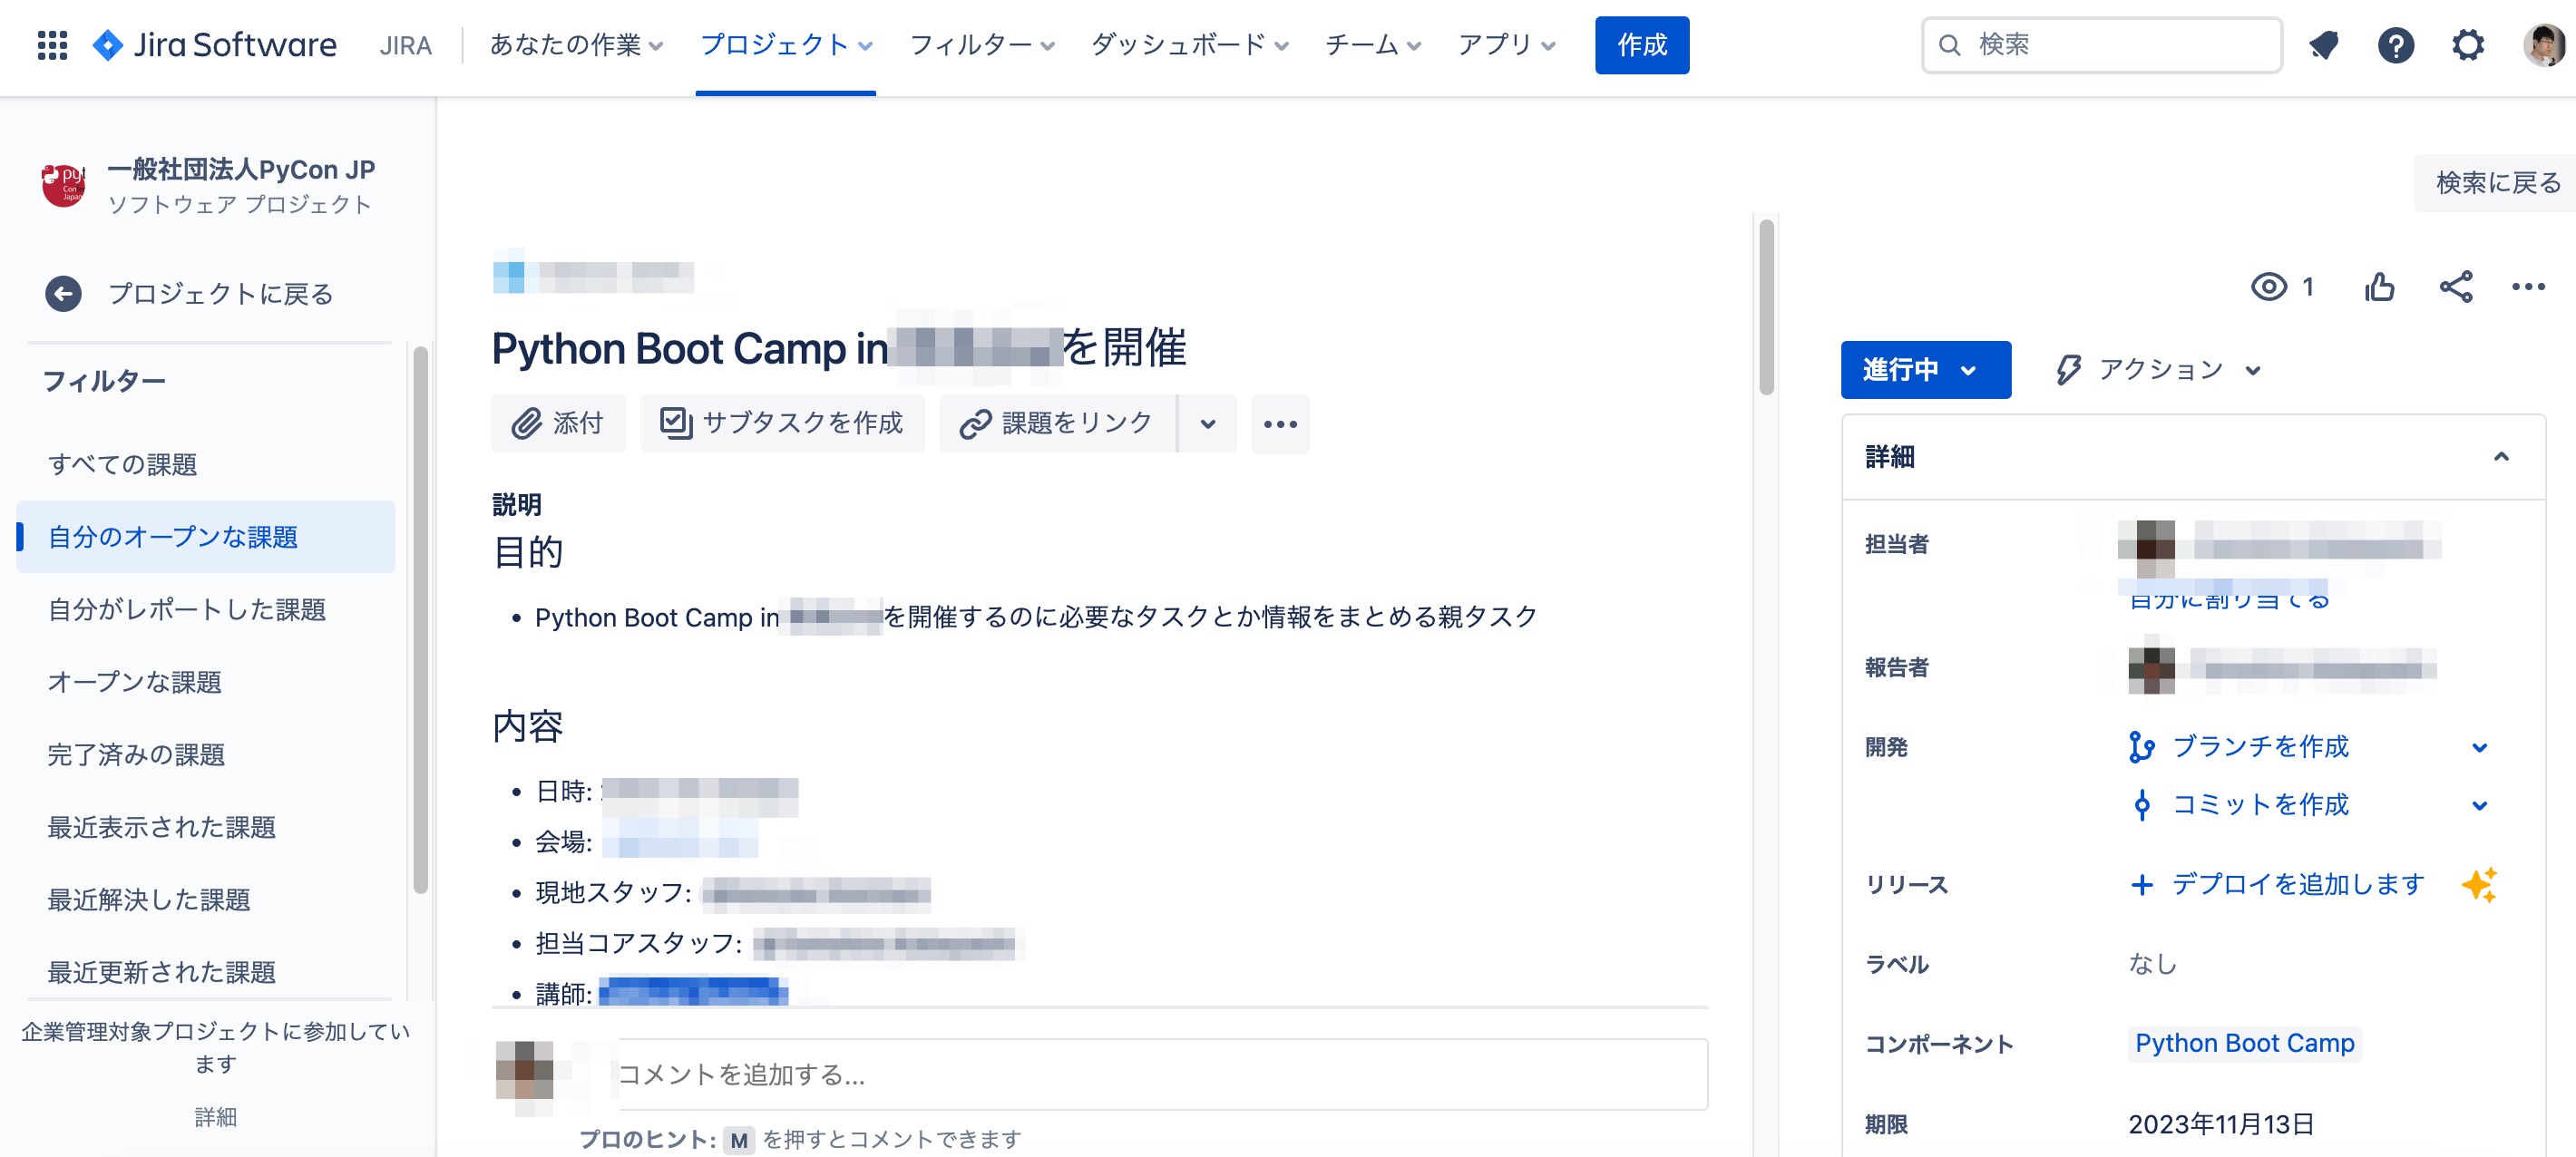 Jira Software JIRA あなたの作業 プロジェクト フィルター ダッシュボード チーム アプリ 作成 検索
一般社団法人PyCon JP
ソフトウェア プロジェクト
プロジェクトに戻る
フィルター
すべての課題
自分のオープンな課題
自分がレポートした課題
オープンな課題
完了済みの課題
最近表示された課題
最近解決した課題
最近更新された課題
企業管理対象プロジェクトに参加してい
ます
詳細
検索に戻る
Python Boot Camp in を開催
添付 サブタスクを作成 課題をリンク
説明
目的
• Python Boot Camp in を開催するのに必要なタスクとか情報をまとめる親タスク
内容
• 日時:
• 会場:
• 現地スタッフ:
• 担当コアスタッフ:
• 講師:
コメントを追加する...
プロのヒント: M を押すとコメントできます
1
進行中 アクション
詳細
担当者
自分に割り当てる
報告者
開発 ブランチを作成
コミットを作成
リリース + デプロイを追加します
ラベル なし
コンポーネント Python Boot Camp
期限 2023年11月13日